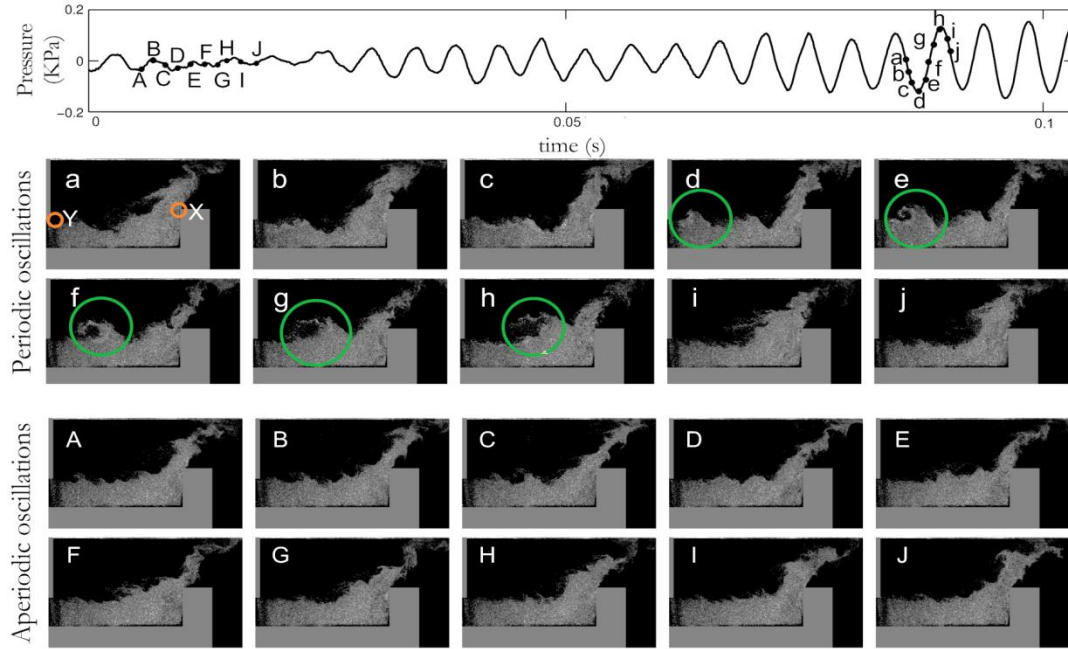 Pressure
(KPa)
0.2
0
-0.2
A B C D E F G H I J
a b c d e f g h i j
0 0.05 0.1
time (s)
Periodic oscillations
a b c d e
Y X
f g h i j
Aperiodic oscillations
A B C D E
F G H I J